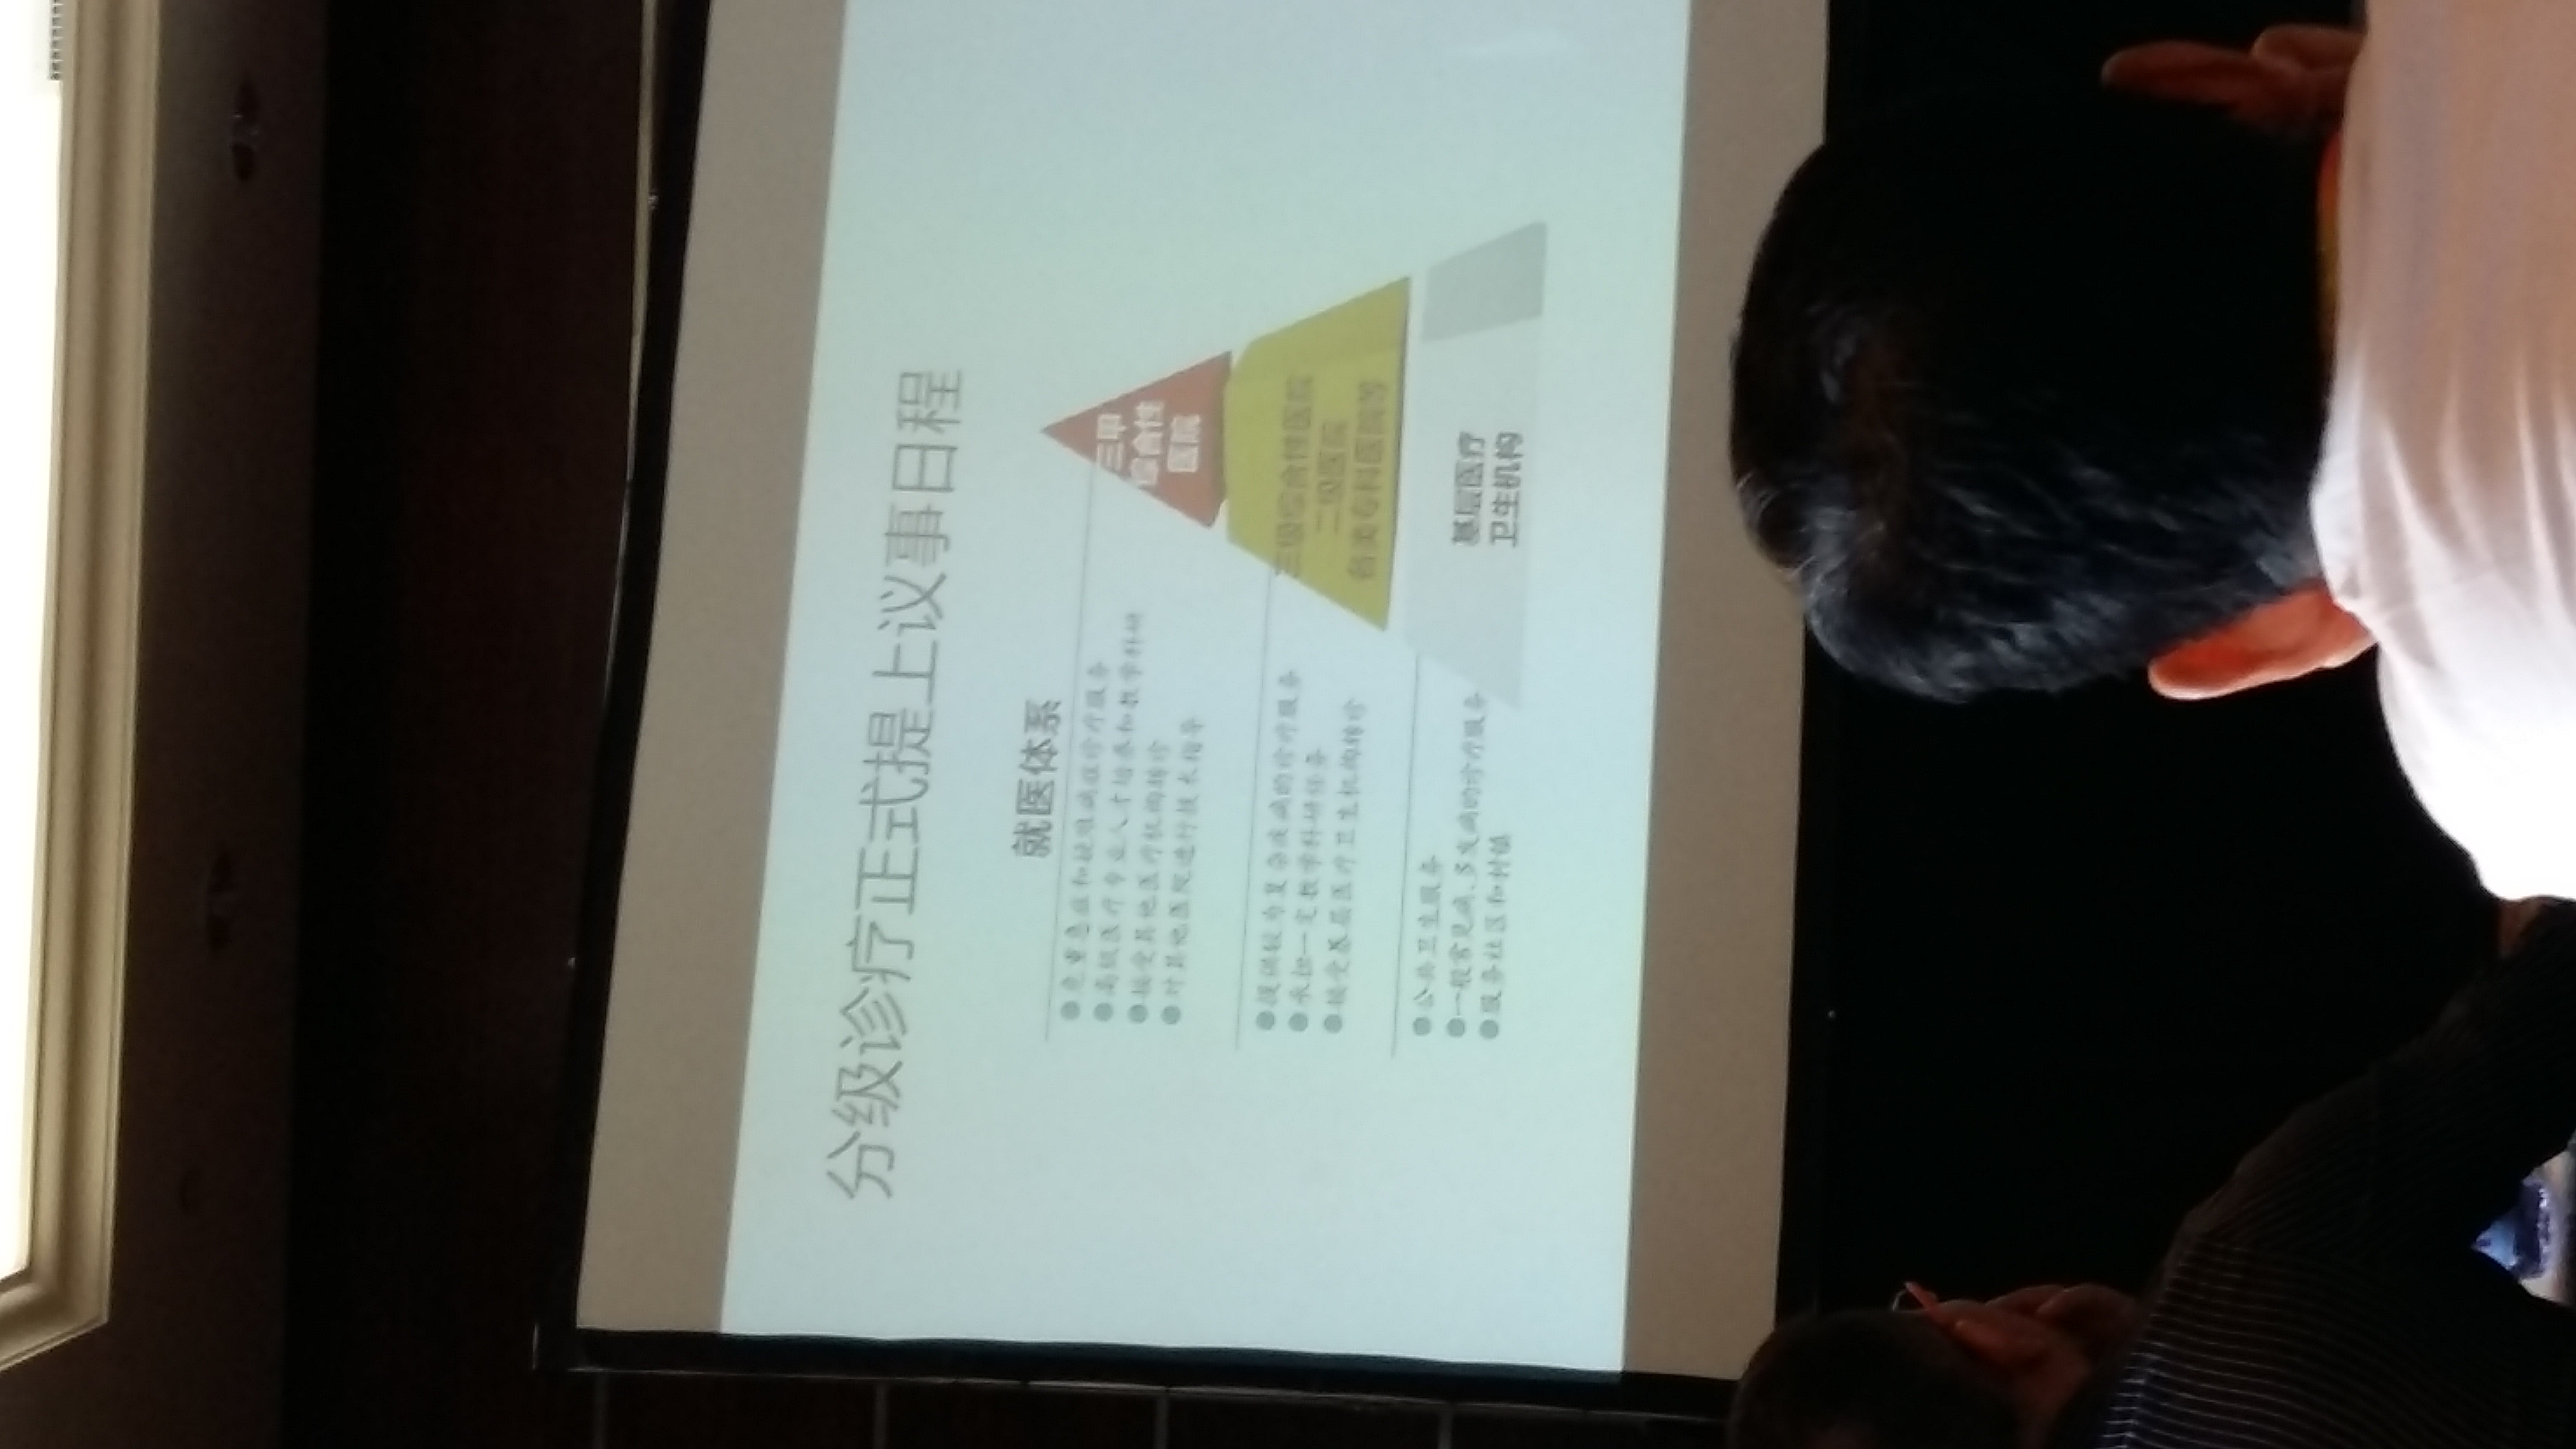 分级诊疗正式提上议事日程
就医体系
危重急症和疑难病症诊疗服务
高级医疗专业人才培养和教学科研
接受其他医疗机构转诊
对其他医院进行技术指导
三甲
综合性
医院
提供较为复杂疾病的诊疗服务
承担一定教学科研任务
接受基层医疗卫生机构转诊
三级综合性医院
二级医院
各类专科医院等
公共卫生服务
一般常见病、多发病的诊疗服务
服务社区和村镇
基层医疗
卫生机构